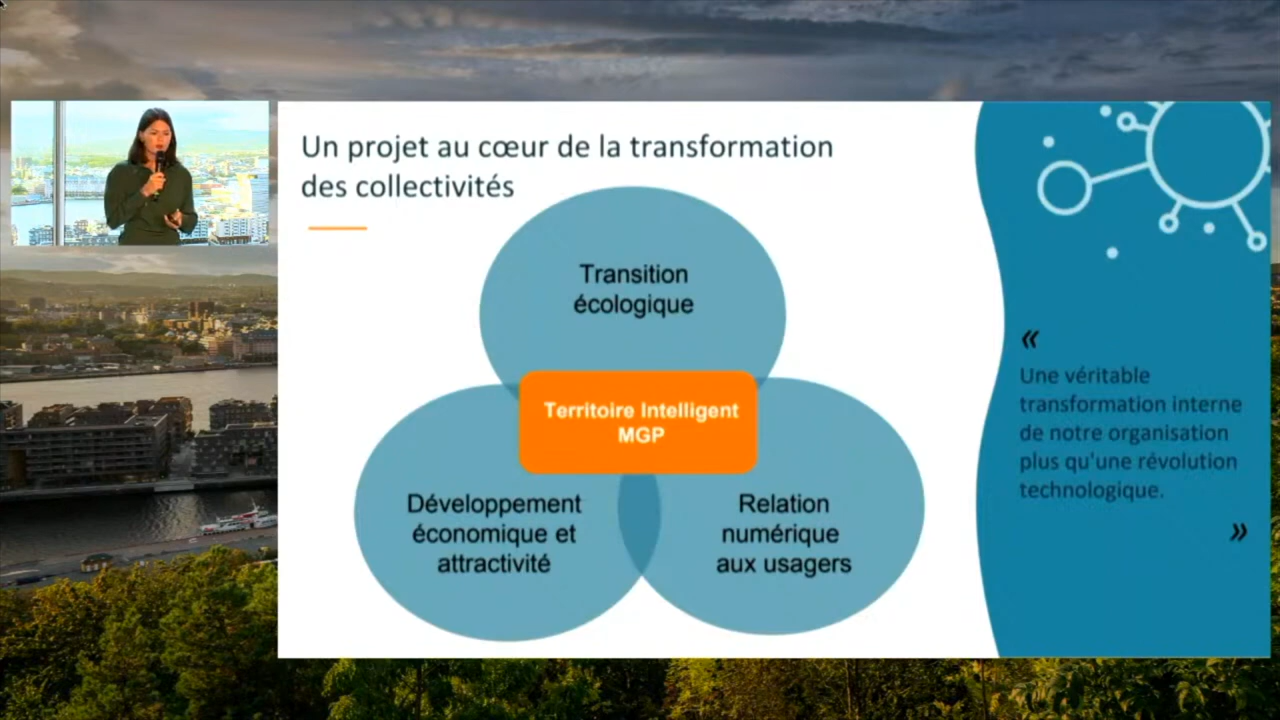 Un projet au cœur de la transformation
des collectivités
Transition
écologique
Territoire Intelligent
MGP
Développement
économique et
attractivité
Relation
numérique
aux usagers
«
Une véritable
transformation interne
de notre organisation
plus qu'une révolution
technologique.
»